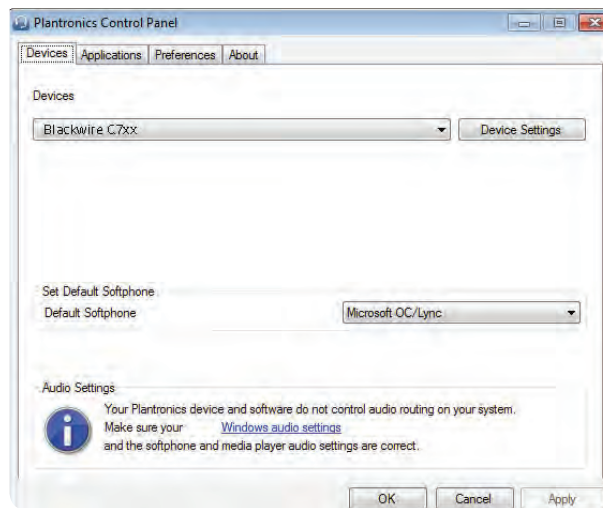 Plantronics Control Panel
Devices Applications Preferences About
Devices
Blackwire C7xx Device Settings
Set Default Softphone
Default Softphone Microsoft OC/Lync
Audio Settings
Your Plantronics device and software do not control audio routing on your system.
Make sure your Windows audio settings
and the softphone and media player audio settings are correct.
OK Cancel Apply